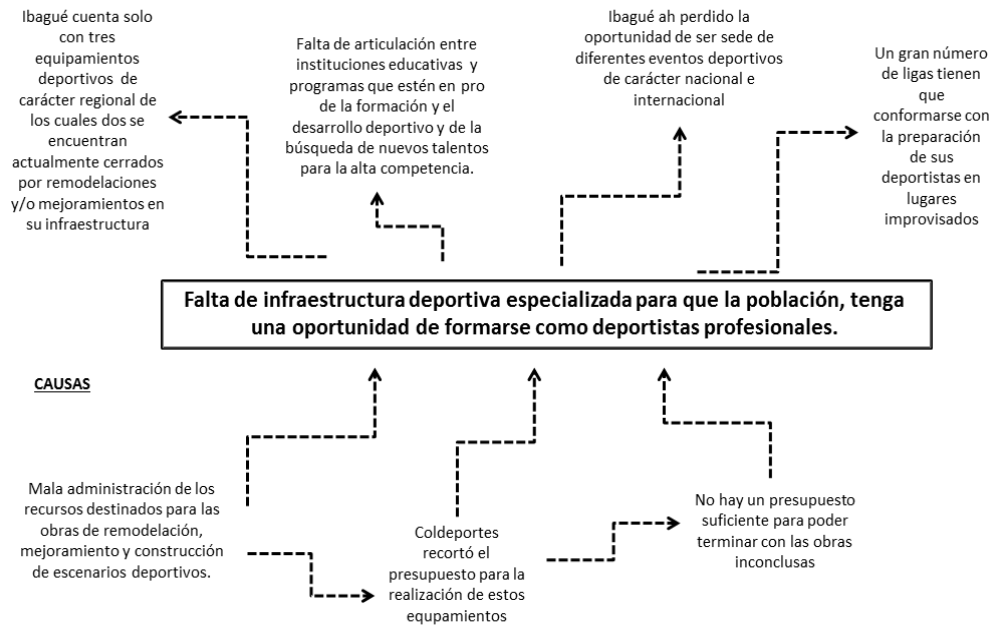 Ibagué cuenta solo
con tres
equipamientos
deportivos de
carácter regional de
los cuales dos se
encuentran
actualmente cerrados
por remodelaciones
y/o mejoramientos en
su infraestructura
Falta de articulación entre
instituciones educativas y
programas que estén en pro
de la formación y el
desarrollo deportivo y de la
búsqueda de nuevos talentos
para la alta competencia.
Ibagué ah perdido la
oportunidad de ser sede de
diferentes eventos deportivos
de carácter nacional e
internacional
Un gran número
de ligas tienen
que
conformarse con
la preparación
de sus
deportistas en
lugares
improvisados
Falta de infraestructura deportiva especializada para que la población, tenga
una oportunidad de formarse como deportistas profesionales.
CAUSAS
Mala administración de los
recursos destinados para las
obras de remodelación,
mejoramiento y construcción
de escenarios deportivos.
Coldeportes
recortó el
presupuesto para la
realización de estos
equpamientos
No hay un presupuesto
suficiente para poder
terminar con las obras
inconclusas